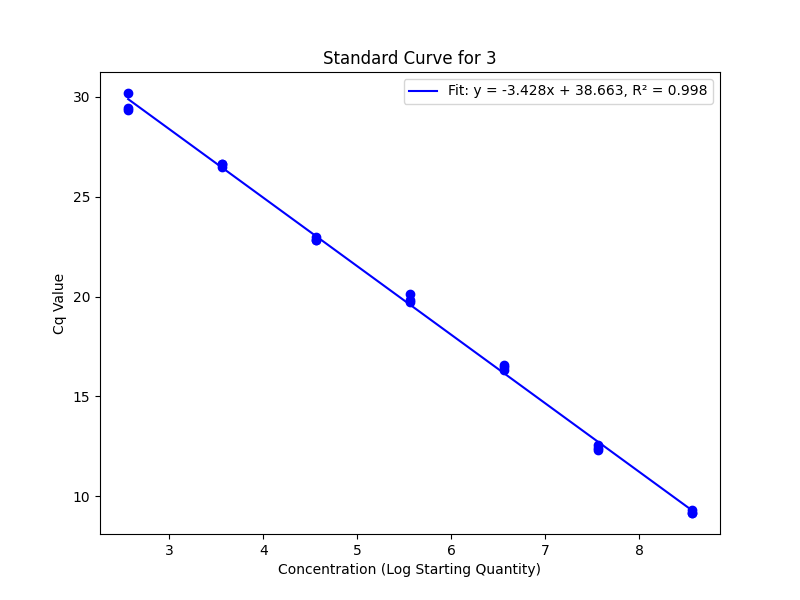 Standard Curve for 3
Fit: y = -3.428x + 38.663, R² = 0.998
Cq Value
30
25
20
15
10
3 4 5 6 7 8
Concentration (Log Starting Quantity)